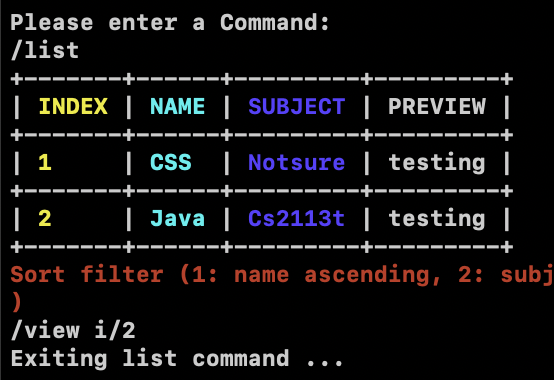 Please enter a Command:
/list
+-------+------+----------+----------+
| INDEX | NAME | SUBJECT | PREVIEW |
+-------+------+----------+----------+
| 1 | CSS | Notsure | testing |
+-------+------+----------+----------+
| 2 | Java | Cs2113t | testing |
+-------+------+----------+----------+
Sort filter (1: name ascending, 2: subj
)
/view i/2
Exiting list command ...